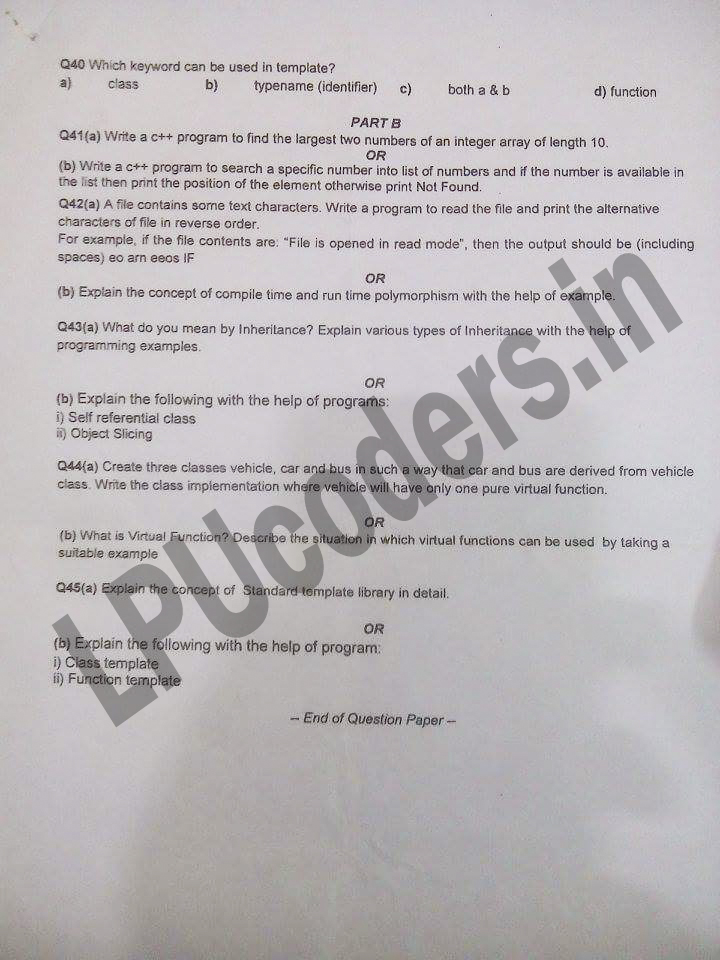 Q40 Which keyword can be used in template?
a) class b) typename (identifier) c) both a & b d) function
PART B
Q41(a) Write a c++ program to find the largest two numbers of an integer array of length 10.
OR
(b) Write a c++ program to search a specific number into list of numbers and if the number is available in
the list then print the position of the element otherwise print Not Found.
Q42(a) A file contains some text characters. Write a program to read the file and print the alternative
characters of file in reverse order.
For example, if the file contents are: "File is opened in read mode", then the output should be (including
spaces) eo arn eeos IF
OR
(b) Explain the concept of compile time and run time polymorphism with the help of example.
Q43(a) What do you mean by Inheritance? Explain various types of Inheritance with the help of
programming examples.
OR
(b) Explain the following with the help of programs:
i) Self referential class
ii) Object Slicing
Q44(a) Create three classes vehicle, car and bus in such a way that car and bus are derived from vehicle
class. Write the class implementation where vehicle will have only one pure virtual function.
OR
(b) What is Virtual Function? Describe the situation in which virtual functions can be used by taking a
suitable example
Q45(a) Explain the concept of Standard template library in detail.
OR
(b) Explain the following with the help of program:
i) Class template
ii) Function template
-- End of Question Paper --
LPUcoders.in